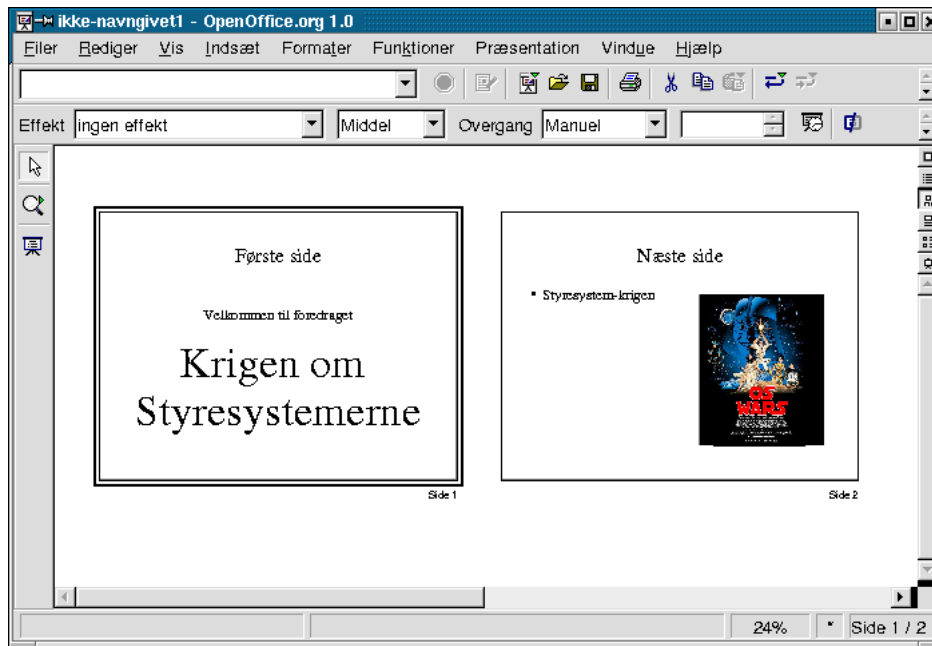 ikke-navngivet1 - OpenOffice.org 1.0
Filer Rediger Vis Indsæt Formater Funktioner Præsentation Vindue Hjælp
Effekt ingen effekt Middel Overgang Manuel
Første side
Velkommen til foredraget
Krigen om
Styresystemerne
Side 1
Næste side
Styresystem-krigen
OS
WARS
Side 2
24% * Side 1 / 2